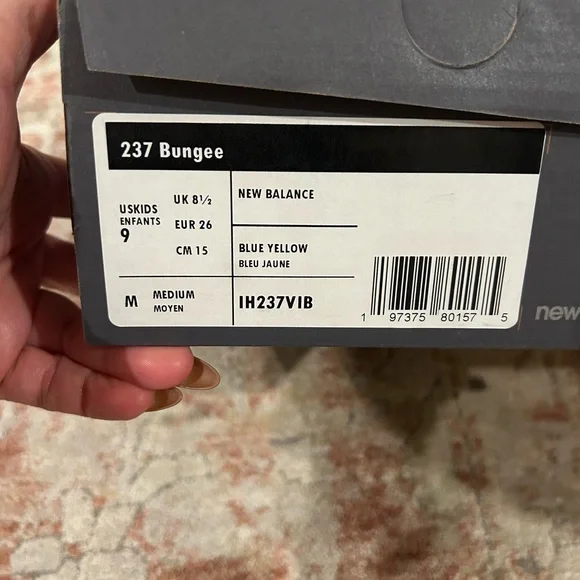 237 Bungee
USKIDS
ENFANTS
9
UK 8½
EUR 26
CM 15
NEW BALANCE
BLUE YELLOW
BLEU JAUNE
M
MEDIUM
MOYEN
IH237VIB
1 97375 80157 5
new